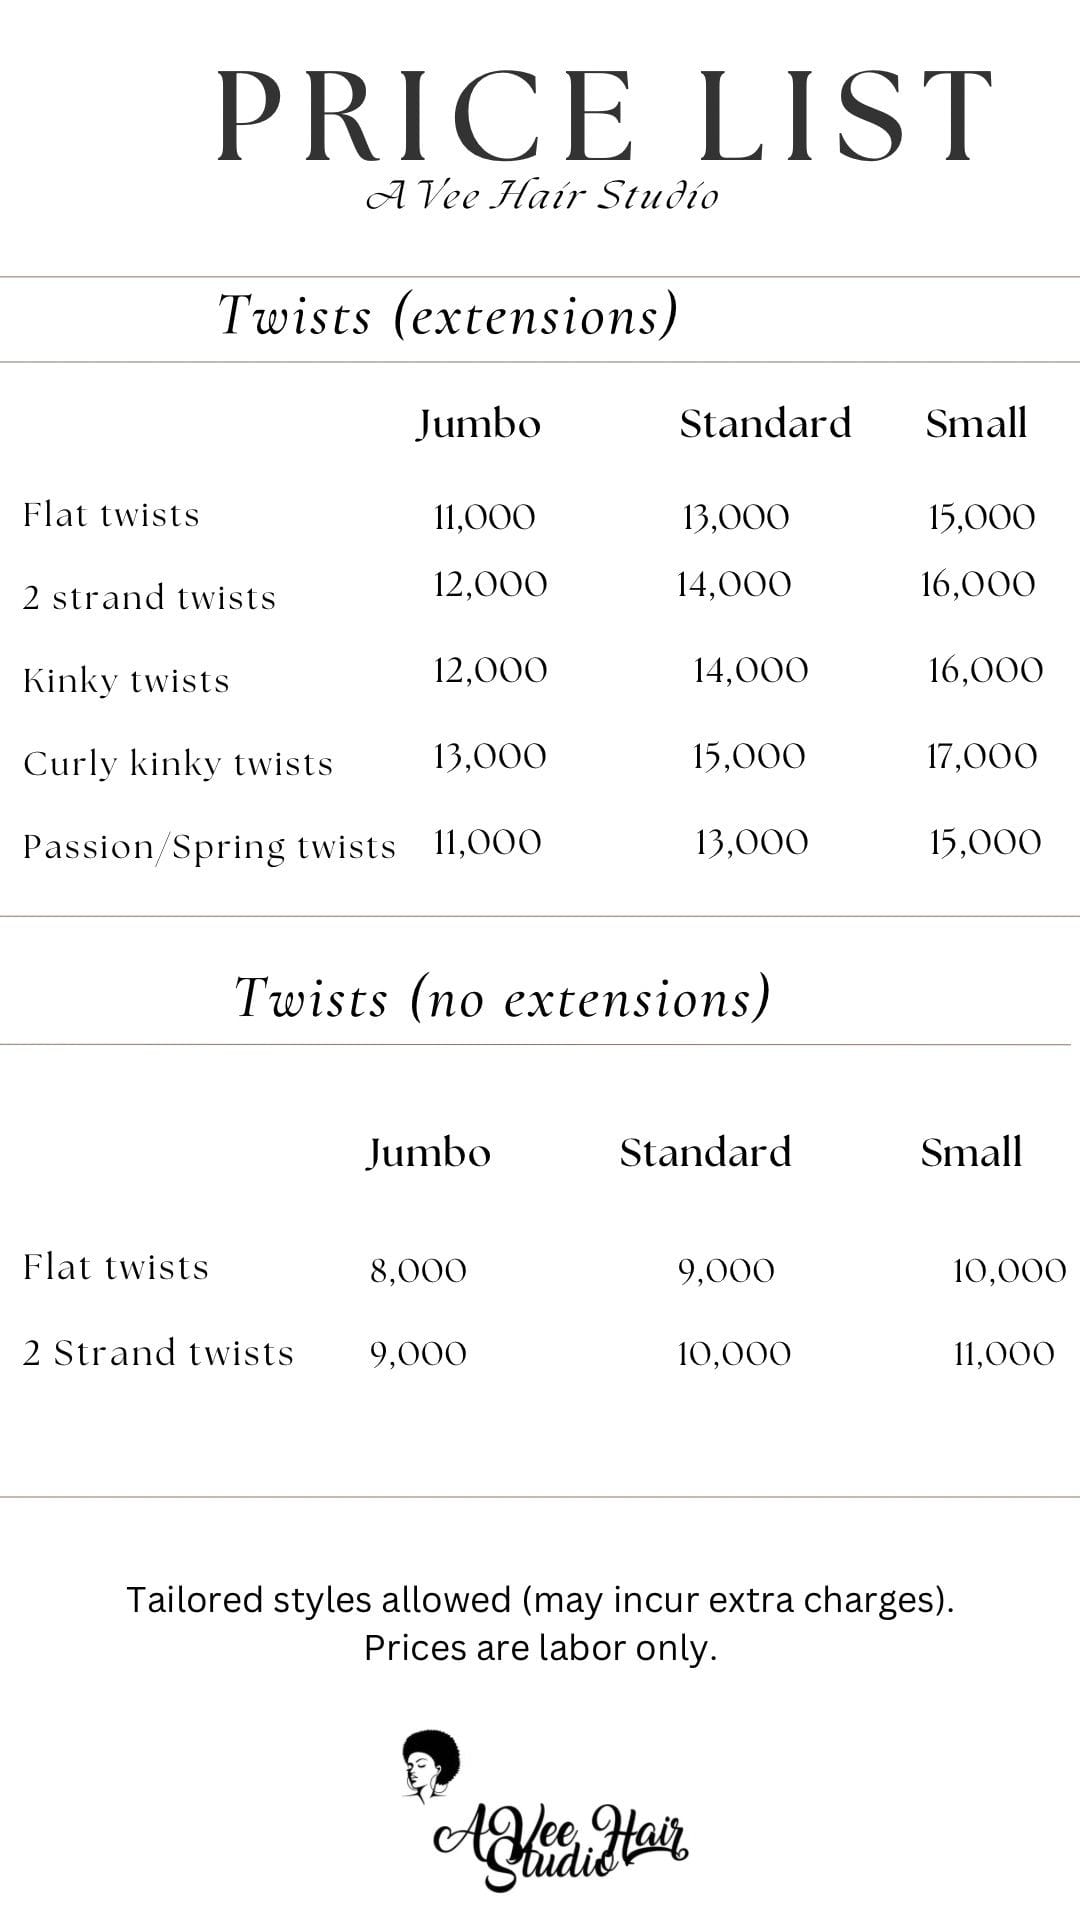 PRICE LIST
A Vee Hair Studio
Twists (extensions)
Jumbo Standard Small
Flat twists 11,000 13,000 15,000
2 strand twists 12,000 14,000 16,000
Kinky twists 12,000 14,000 16,000
Curly kinky twists 13,000 15,000 17,000
Passion/Spring twists 11,000 13,000 15,000
Twists (no extensions)
Jumbo Standard Small
Flat twists 8,000 9,000 10,000
2 Strand twists 9,000 10,000 11,000
Tailored styles allowed (may incur extra charges).
Prices are labor only.
A Vee Hair
Studio